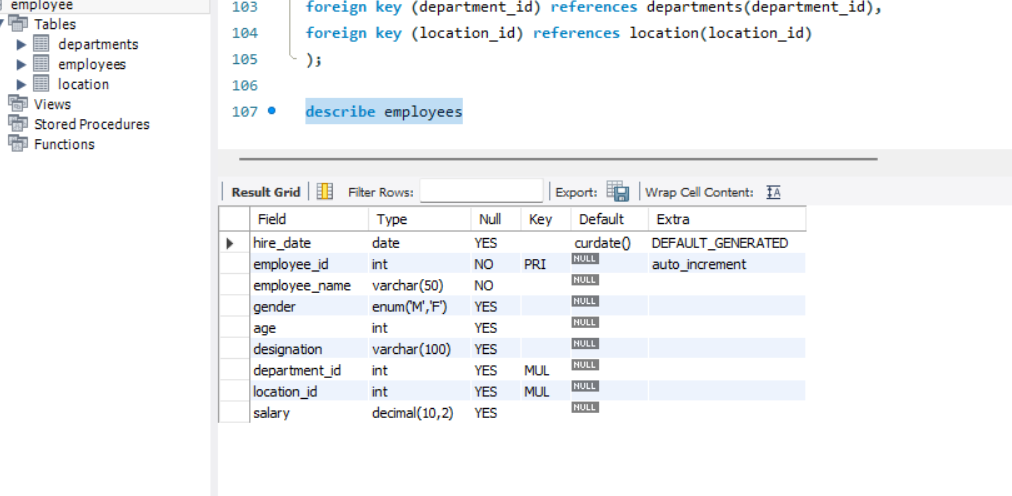 employee
Tables
departments
employees
location
Views
Stored Procedures
Functions
103 foreign key (department_id) references departments(department_id),
104 foreign key (location_id) references location(location_id)
105 );
106
107 describe employees
Result Grid Filter Rows: Export: Wrap Cell Content: IA
Field Type Null Key Default Extra
hire_date date YES curdate() DEFAULT_GENERATED
employee_id int NO PRI NULL auto_increment
employee_name varchar(50) NO NULL
gender enum('M','F') YES NULL
age int YES NULL
designation varchar(100) YES NULL
department_id int YES MUL NULL
location_id int YES MUL NULL
salary decimal(10,2) YES NULL